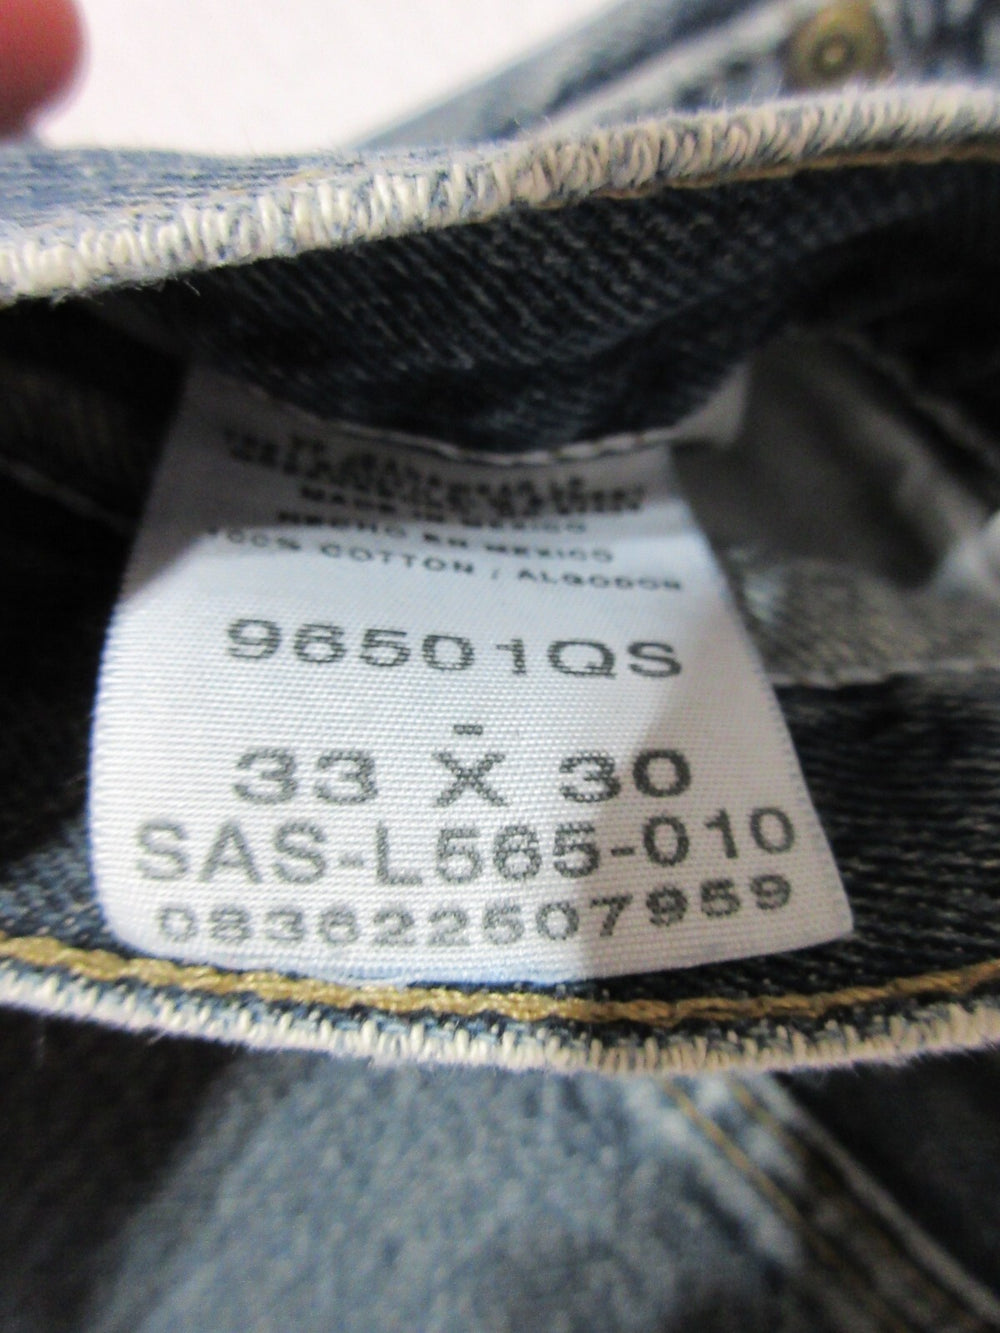 MADE IN MEXICO
HECHO EN MEXICO
100% COTTON / ALGODON
96501QS
-
33 X 30
SAS-L565-010
083622507959